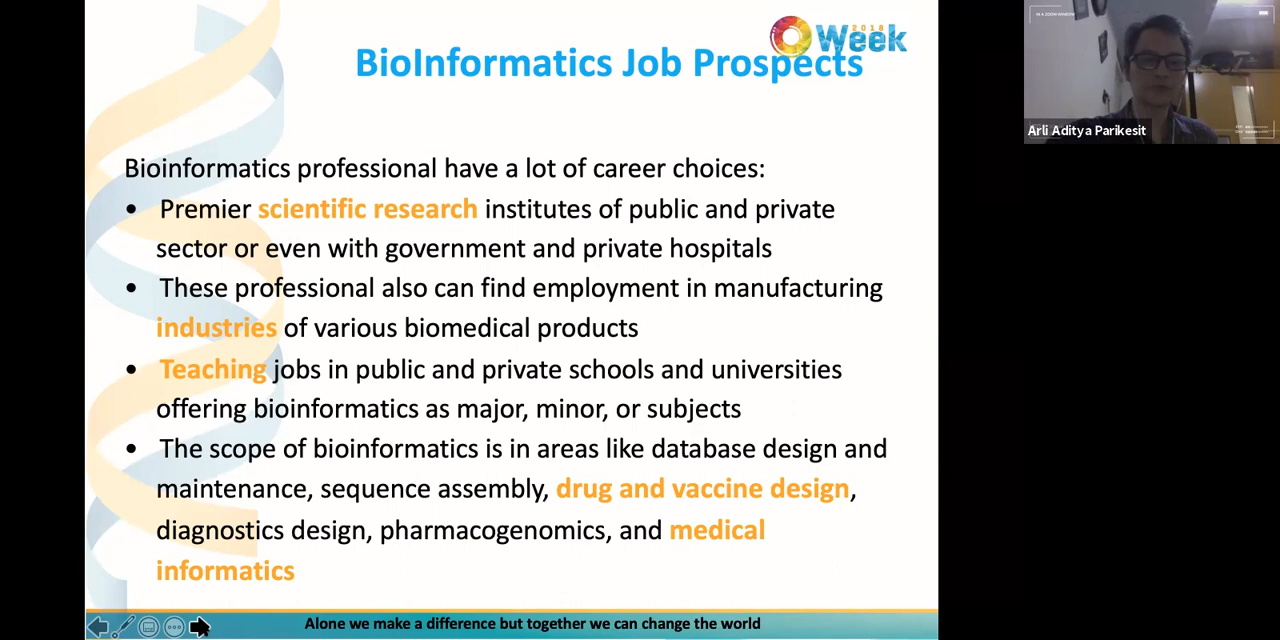 2018
Week
BioInformatics Job Prospects
Bioinformatics professional have a lot of career choices:
• Premier scientific research institutes of public and private
sector or even with government and private hospitals
• These professional also can find employment in manufacturing
industries of various biomedical products
• Teaching jobs in public and private schools and universities
offering bioinformatics as major, minor, or subjects
• The scope of bioinformatics is in areas like database design and
maintenance, sequence assembly, drug and vaccine design,
diagnostics design, pharmacogenomics, and medical
informatics
Alone we make a difference but together we can change the world
Arli Aditya Parikesit